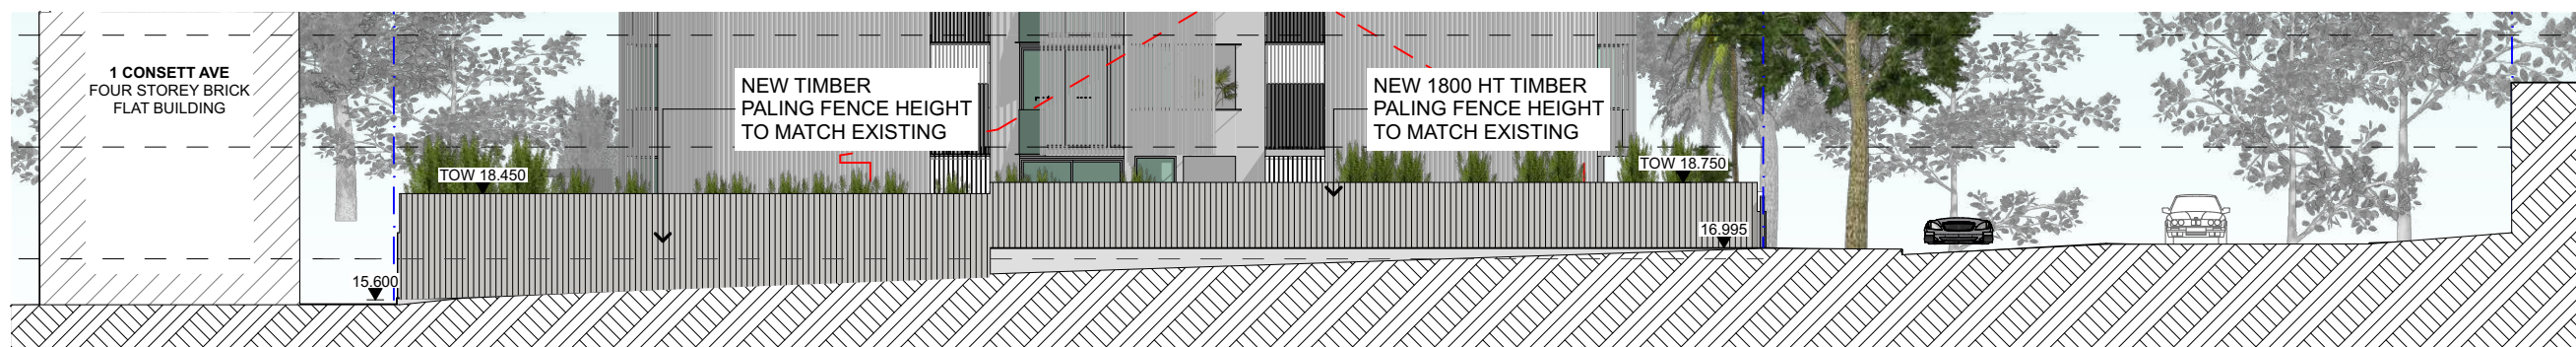 1 CONSETT AVE
FOUR STOREY BRICK
FLAT BUILDING
NEW TIMBER
PALING FENCE HEIGHT
TO MATCH EXISTING
NEW 1800 HT TIMBER
PALING FENCE HEIGHT
TO MATCH EXISTING
TOW 18.450
TOW 18.750
16.995
15.600